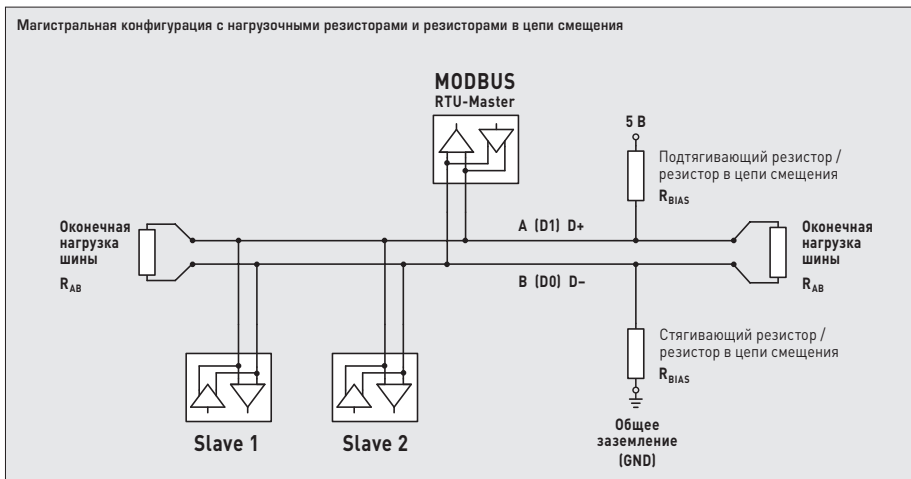 Магистральная конфигурация с нагрузочными резисторами и резисторами в цепи смещения
MODBUS
RTU-Master
5 В
Подтягивающий резистор /
резистор в цепи смещения
RBIAS
Оконечная
нагрузка
шины
RAB
A (D1) D+
B (D0) D–
Оконечная
нагрузка
шины
RAB
Стягивающий резистор /
резистор в цепи смещения
RBIAS
Slave 1
Slave 2
Общее
заземление
(GND)